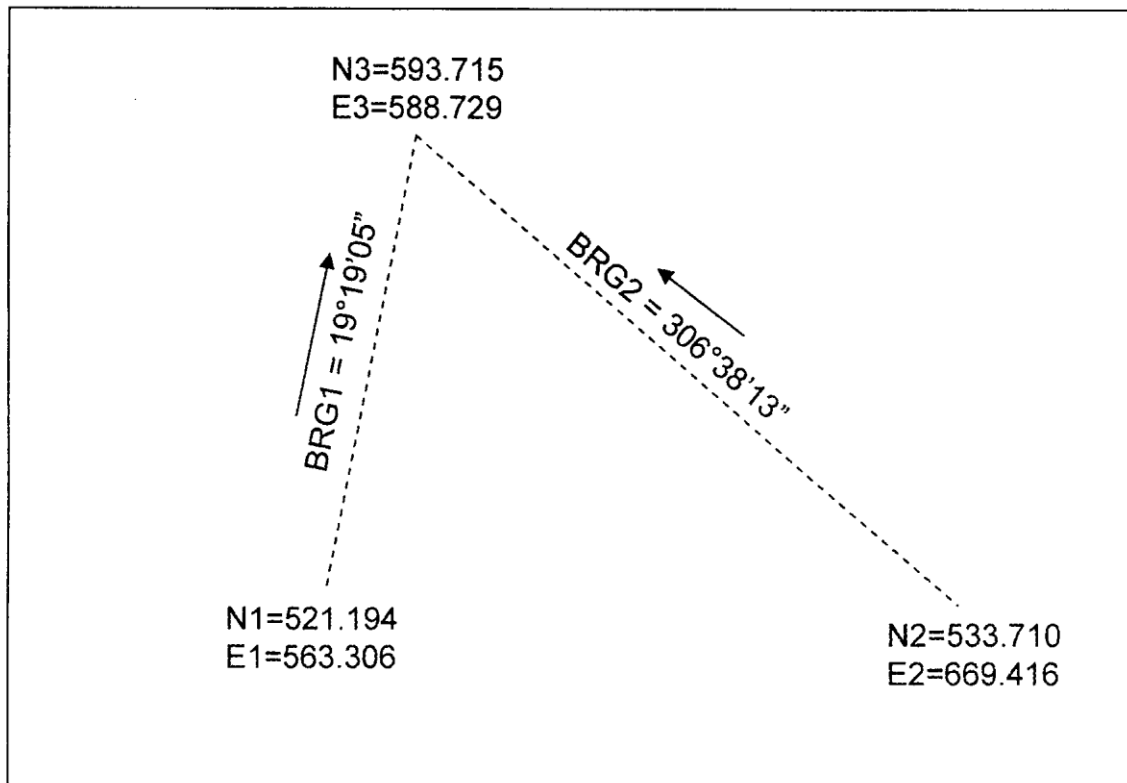 N3=593.715
E3=588.729
BRG1 = 19°19'05"
BRG2 = 306°38'13"
N1=521.194
E1=563.306
N2=533.710
E2=669.416